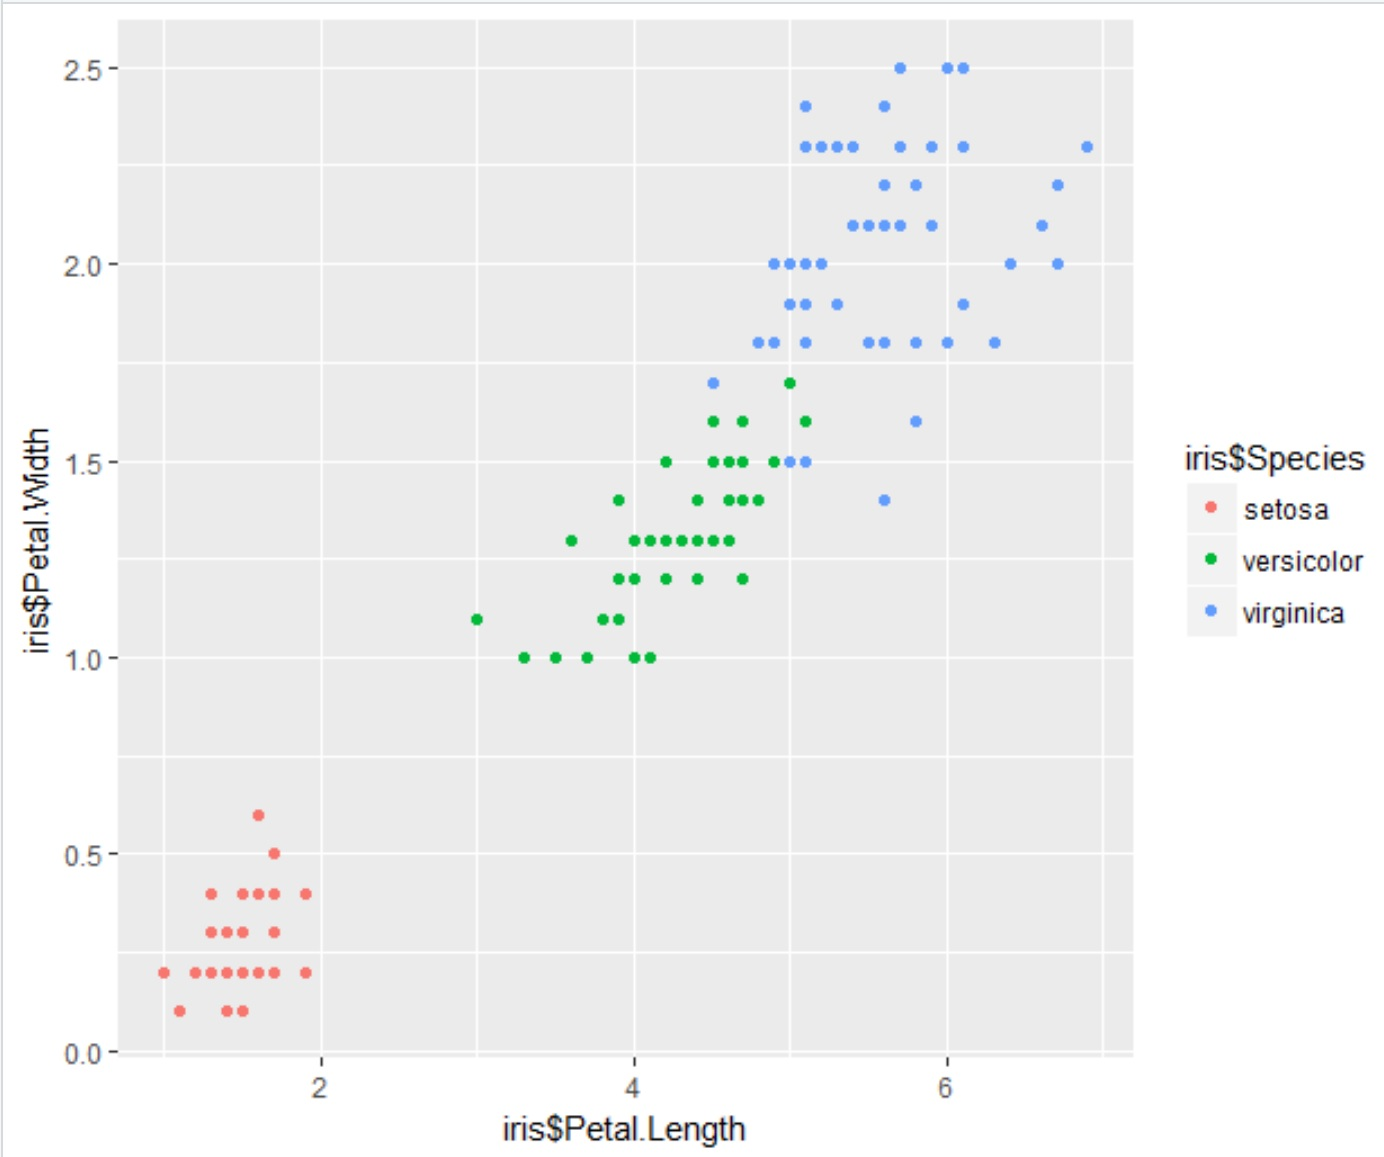 2.5
2.0
1.5
1.0
0.5
0.0
iris$Petal.Width
2 4 6
iris$Petal.Length
iris$Species
setosa
versicolor
virginica